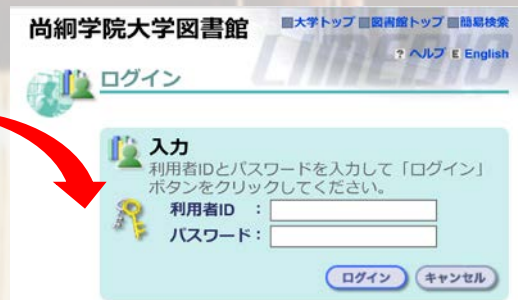 尚絅学院大学図書館
大学トップ 図書館トップ 簡易検索
? ヘルプ E English
LIMEDIO
ログイン
入力
利用者IDとパスワードを入力して「ログイン」
ボタンをクリックしてください。
利用者ID :
パスワード :
ログイン キャンセル